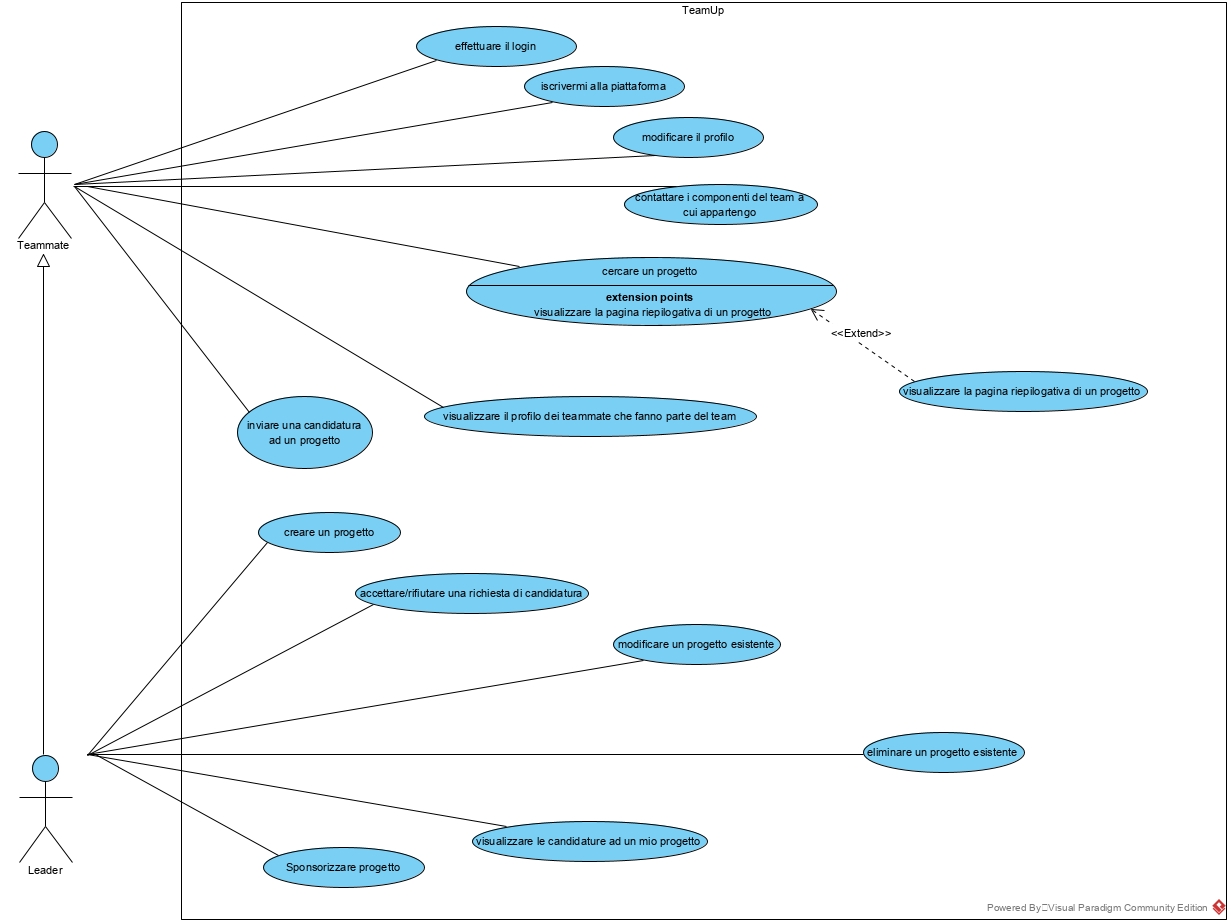 TeamUp
effettuare il login
iscrivermi alla piattaforma
modificare il profilo
contattare i componenti del team a
cui appartengo
Teammate
cercare un progetto
extension points
visualizzare la pagina riepilogativa di un progetto
<<Extend>>
visualizzare la pagina riepilogativa di un progetto
visualizzare il profilo dei teammate che fanno parte del team
inviare una candidatura
ad un progetto
creare un progetto
accettare/rifiutare una richiesta di candidatura
modificare un progetto esistente
eliminare un progetto esistente
visualizzare le candidature ad un mio progetto
Sponsorizzare progetto
Leader
Powered By Visual Paradigm Community Edition